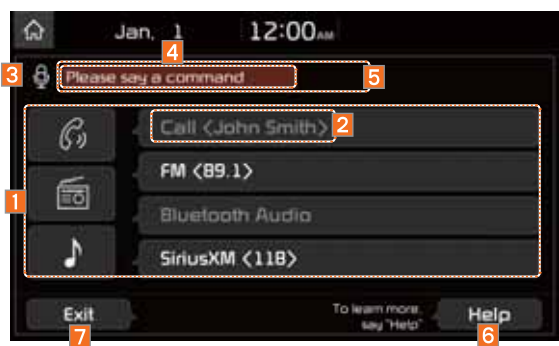 Jan, 1 12:00AM
4
3 Please say a command 5
Call <John Smith> 2
FM <89.1>
1
Bluetooth Audio
SiriusXM <118>
Exit To learn more, say "Help" Help
7 6